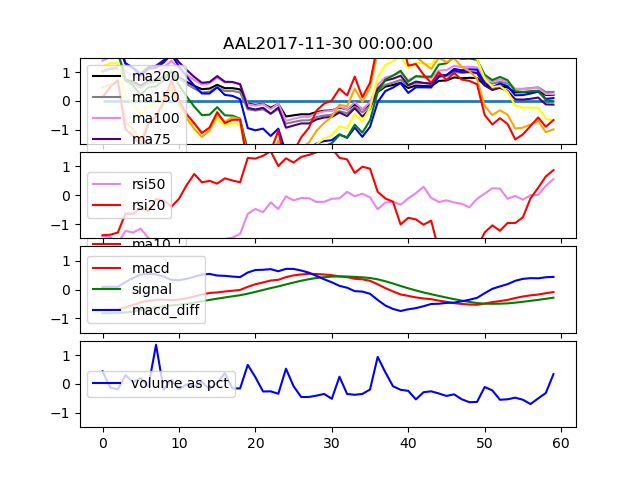 AAL2017-11-30 00:00:00
1
0
−1
ma200
ma150
ma100
ma75
1
0
−1
rsi50
rsi20
ma10
1
0
−1
macd
signal
macd_diff
1
0
−1
volume as pct
0 10 20 30 40 50 60